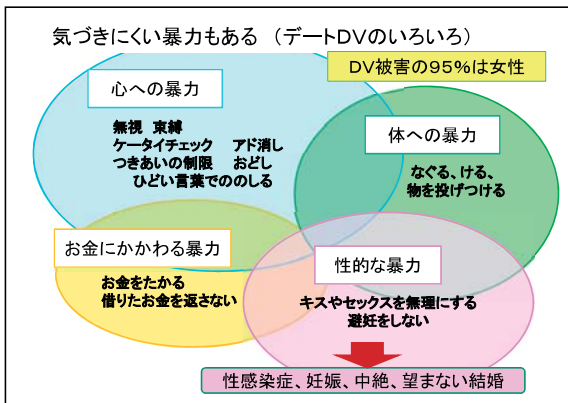 気づきにくい暴力もある （デートDVのいろいろ）
DV被害の95%は女性
心への暴力
無視 束縛
ケータイチェック アド消し
つきあいの制限 おどし
ひどい言葉でののしる
体への暴力
なぐる、ける、
物を投げつける
お金にかかわる暴力
お金をたかる
借りたお金を返さない
性的な暴力
キスやセックスを無理にする
避妊をしない
性感染症、妊娠、中絶、望まない結婚